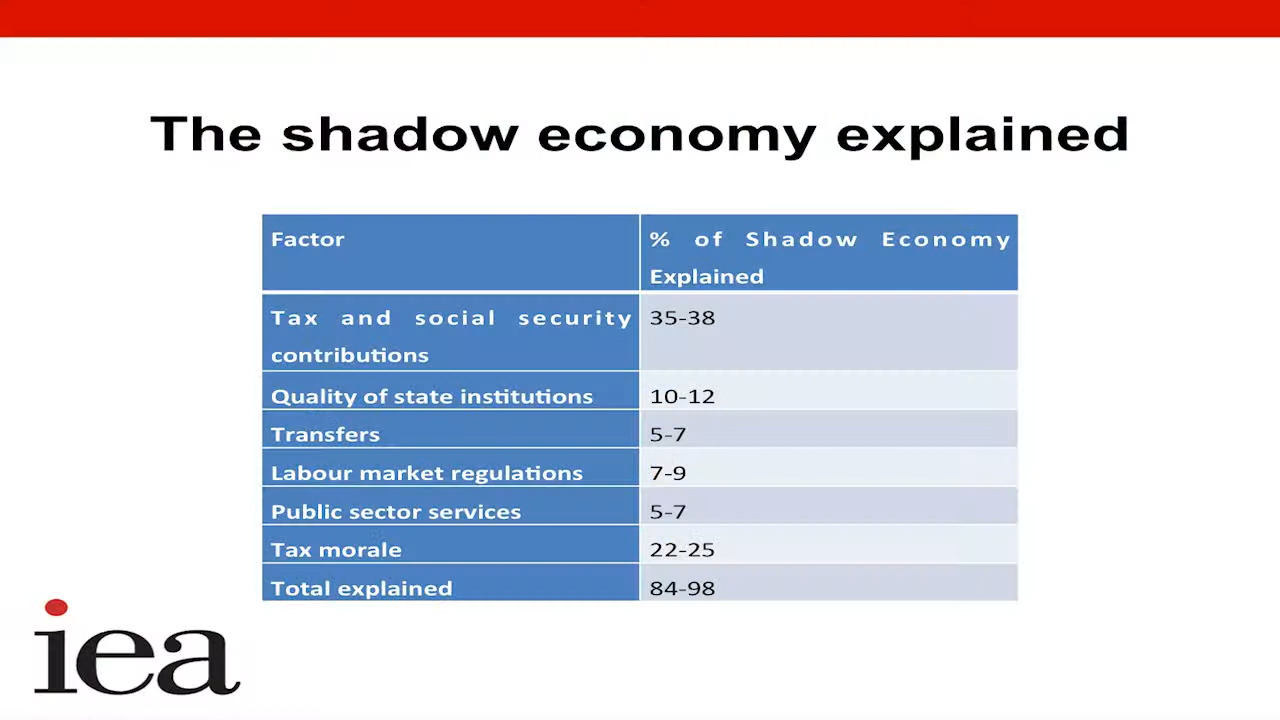 The shadow economy explained
Factor
% of Shadow Economy
Explained
Tax and social security
contributions
35-38
Quality of state institutions
10-12
Transfers
5-7
Labour market regulations
7-9
Public sector services
5-7
Tax morale
22-25
Total explained
84-98
iea